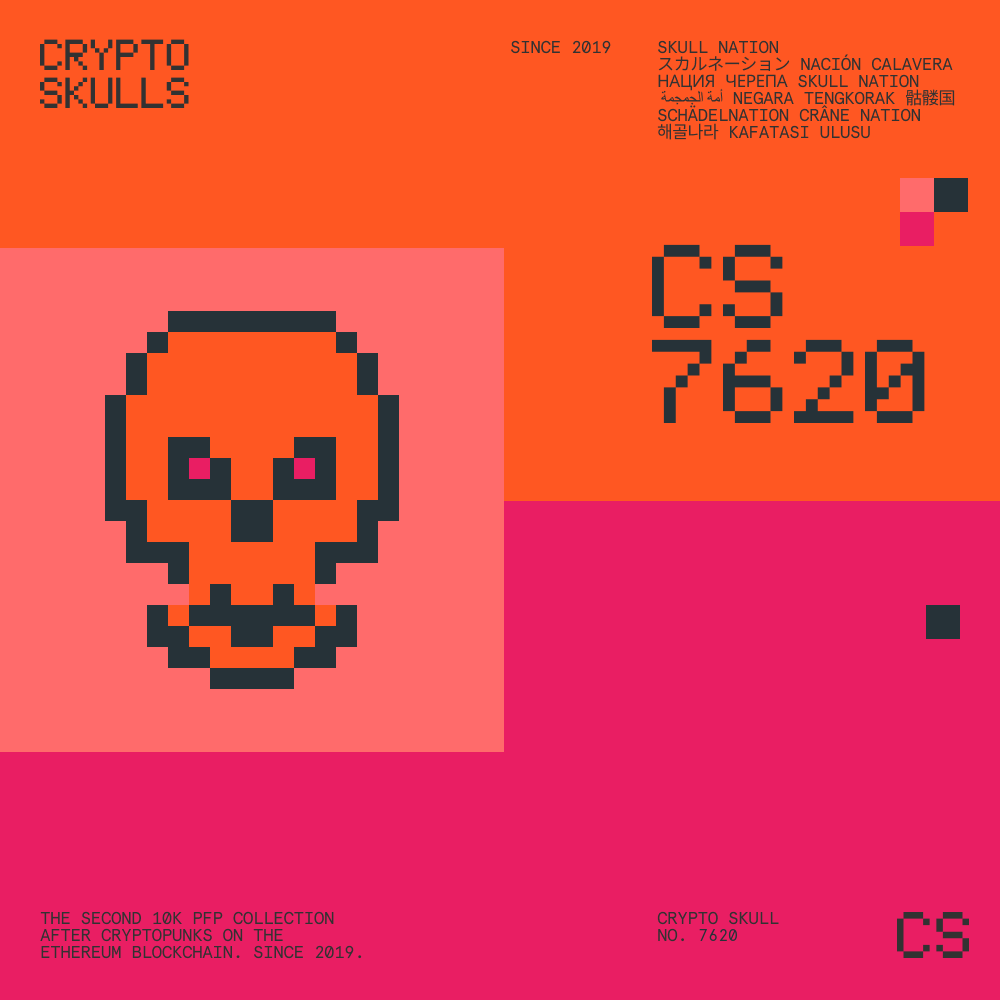 CRYPTO
SKULLS
SINCE 2019
SKULL NATION
スカルネーション NACIÓN CALAVERA
НАЦИЯ ЧЕРЕПА SKULL NATION
أمة الجمجمة NEGARA TENGKORAK 骷髅国
SCHÄDELNATION CRÂNE NATION
해골나라 KAFATASI ULUSU
CS
7620
THE SECOND 10K PFP COLLECTION
AFTER CRYPTOPUNKS ON THE
ETHEREUM BLOCKCHAIN. SINCE 2019.
CRYPTO SKULL
NO. 7620
CS